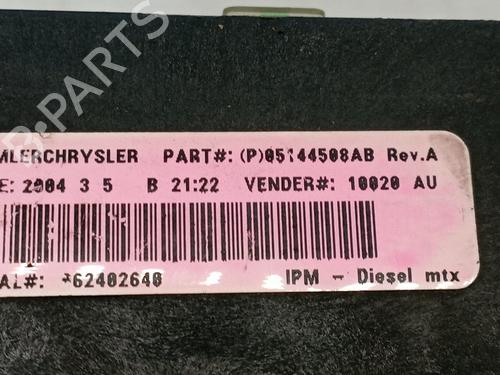 B-PARTS
MLERCHRYSLER PART#: (P)05144508AB Rev.A
E: 2004 3 5 B 21:22 VENDER#: 10020 AU
AL#: *62402640 IPM - Diesel mtx